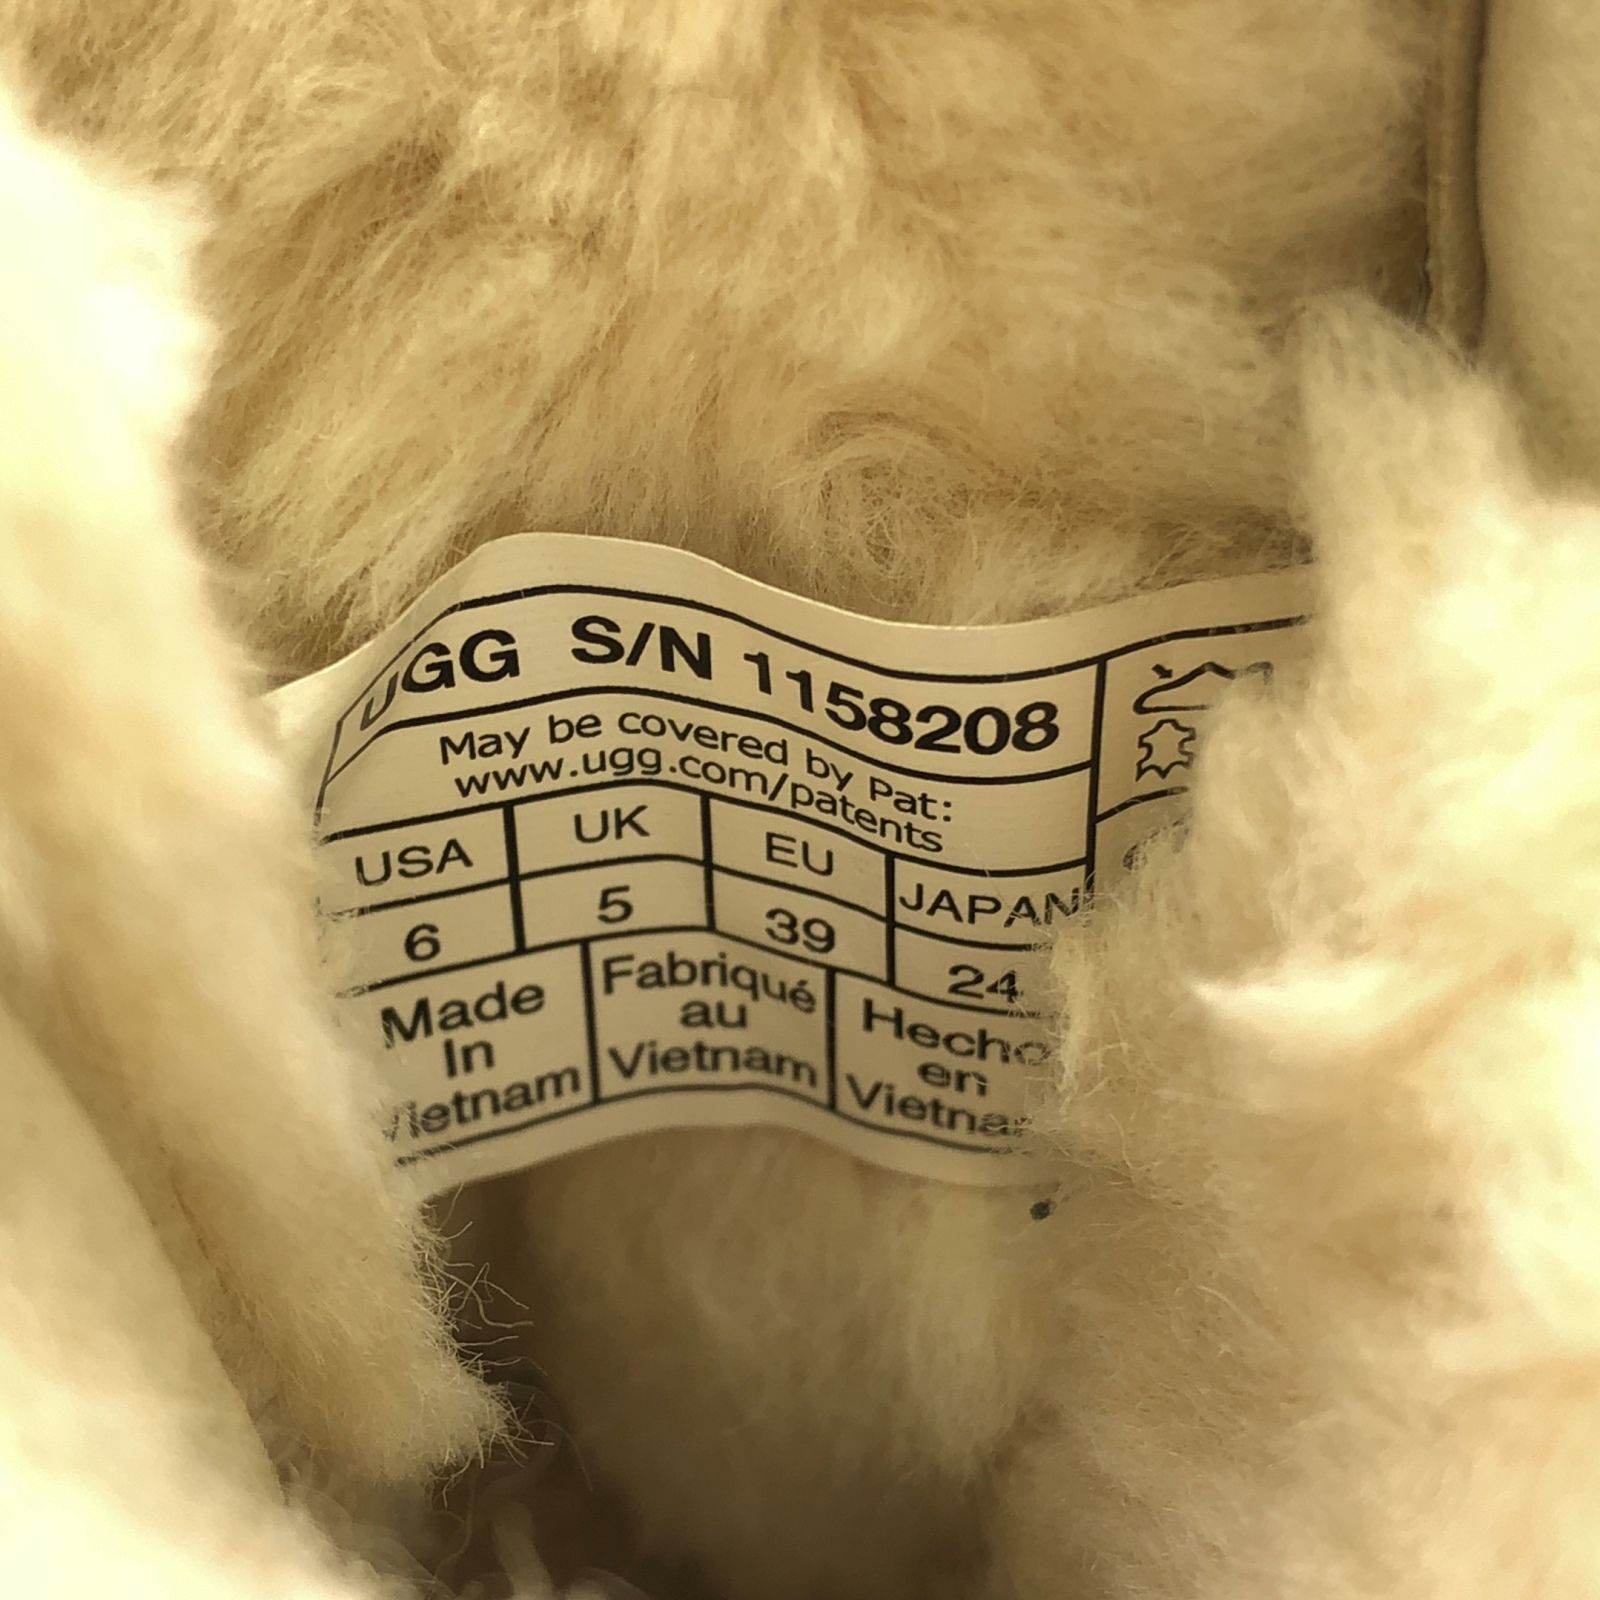 UGG S/N 1158208
May be covered by Pat:
www.ugg.com/patents
USA UK EU JAPAN
6 5 39 24
Made In Vietnam
Fabriqué au Vietnam
Hecho en Vietnam